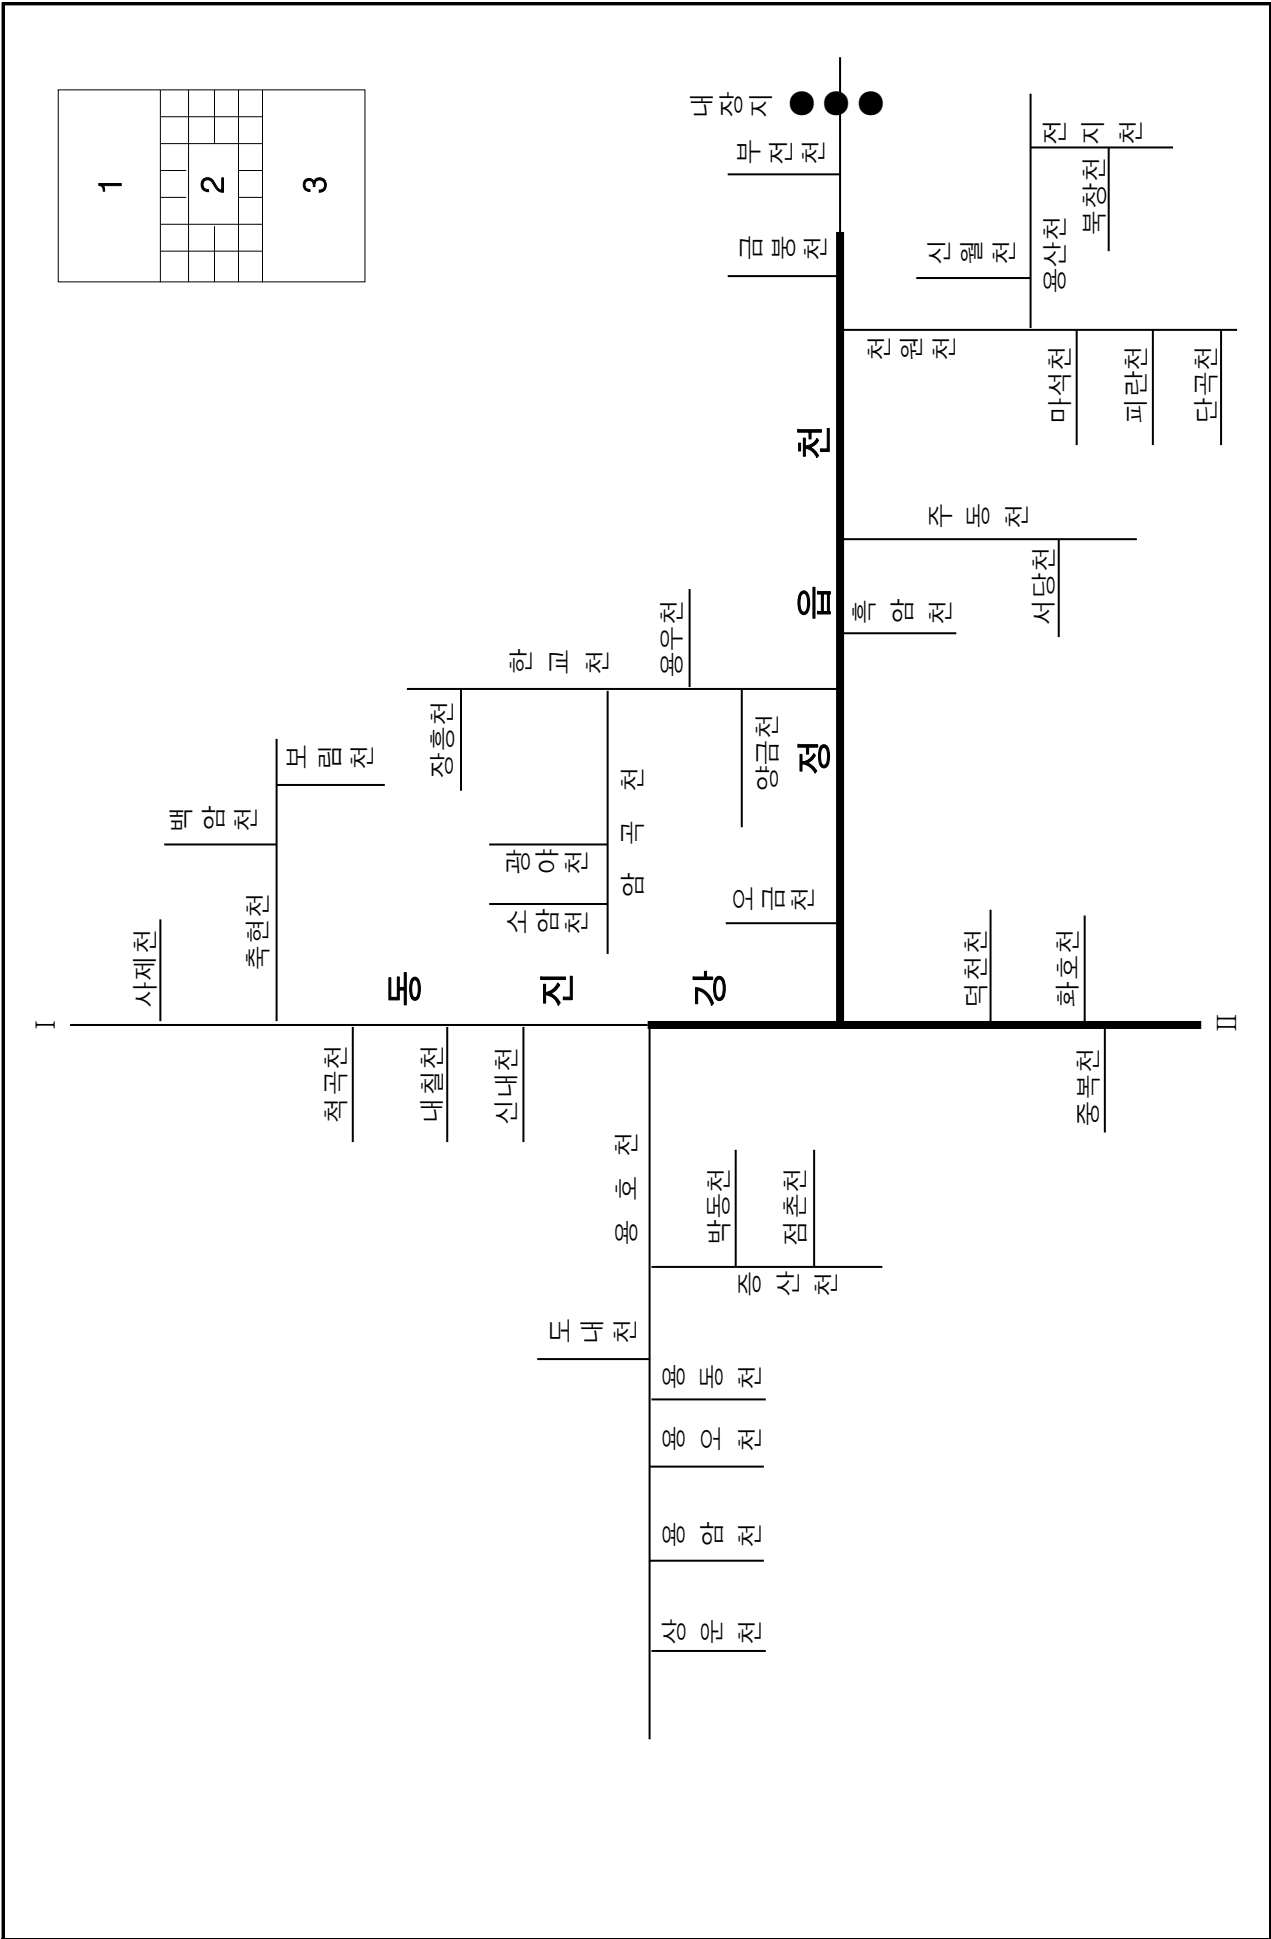 1
2
3
내장지
부전천
금붕천
전지천
북창천
신월천
용산천
천원천
마석천
피란천
단곡천
정읍천
주동천
서당천
흑암천
한교천
용우천
장흥천
양금천
암곡천
광야천
소암천
오금천
보림천
백암천
축현천
사제천
I
동진강
II
덕천천
화호천
중복천
척곡천
내칠천
신내천
용호천
박동천
점촌천
증산천
도내천
용동천
용오천
용암천
상운천